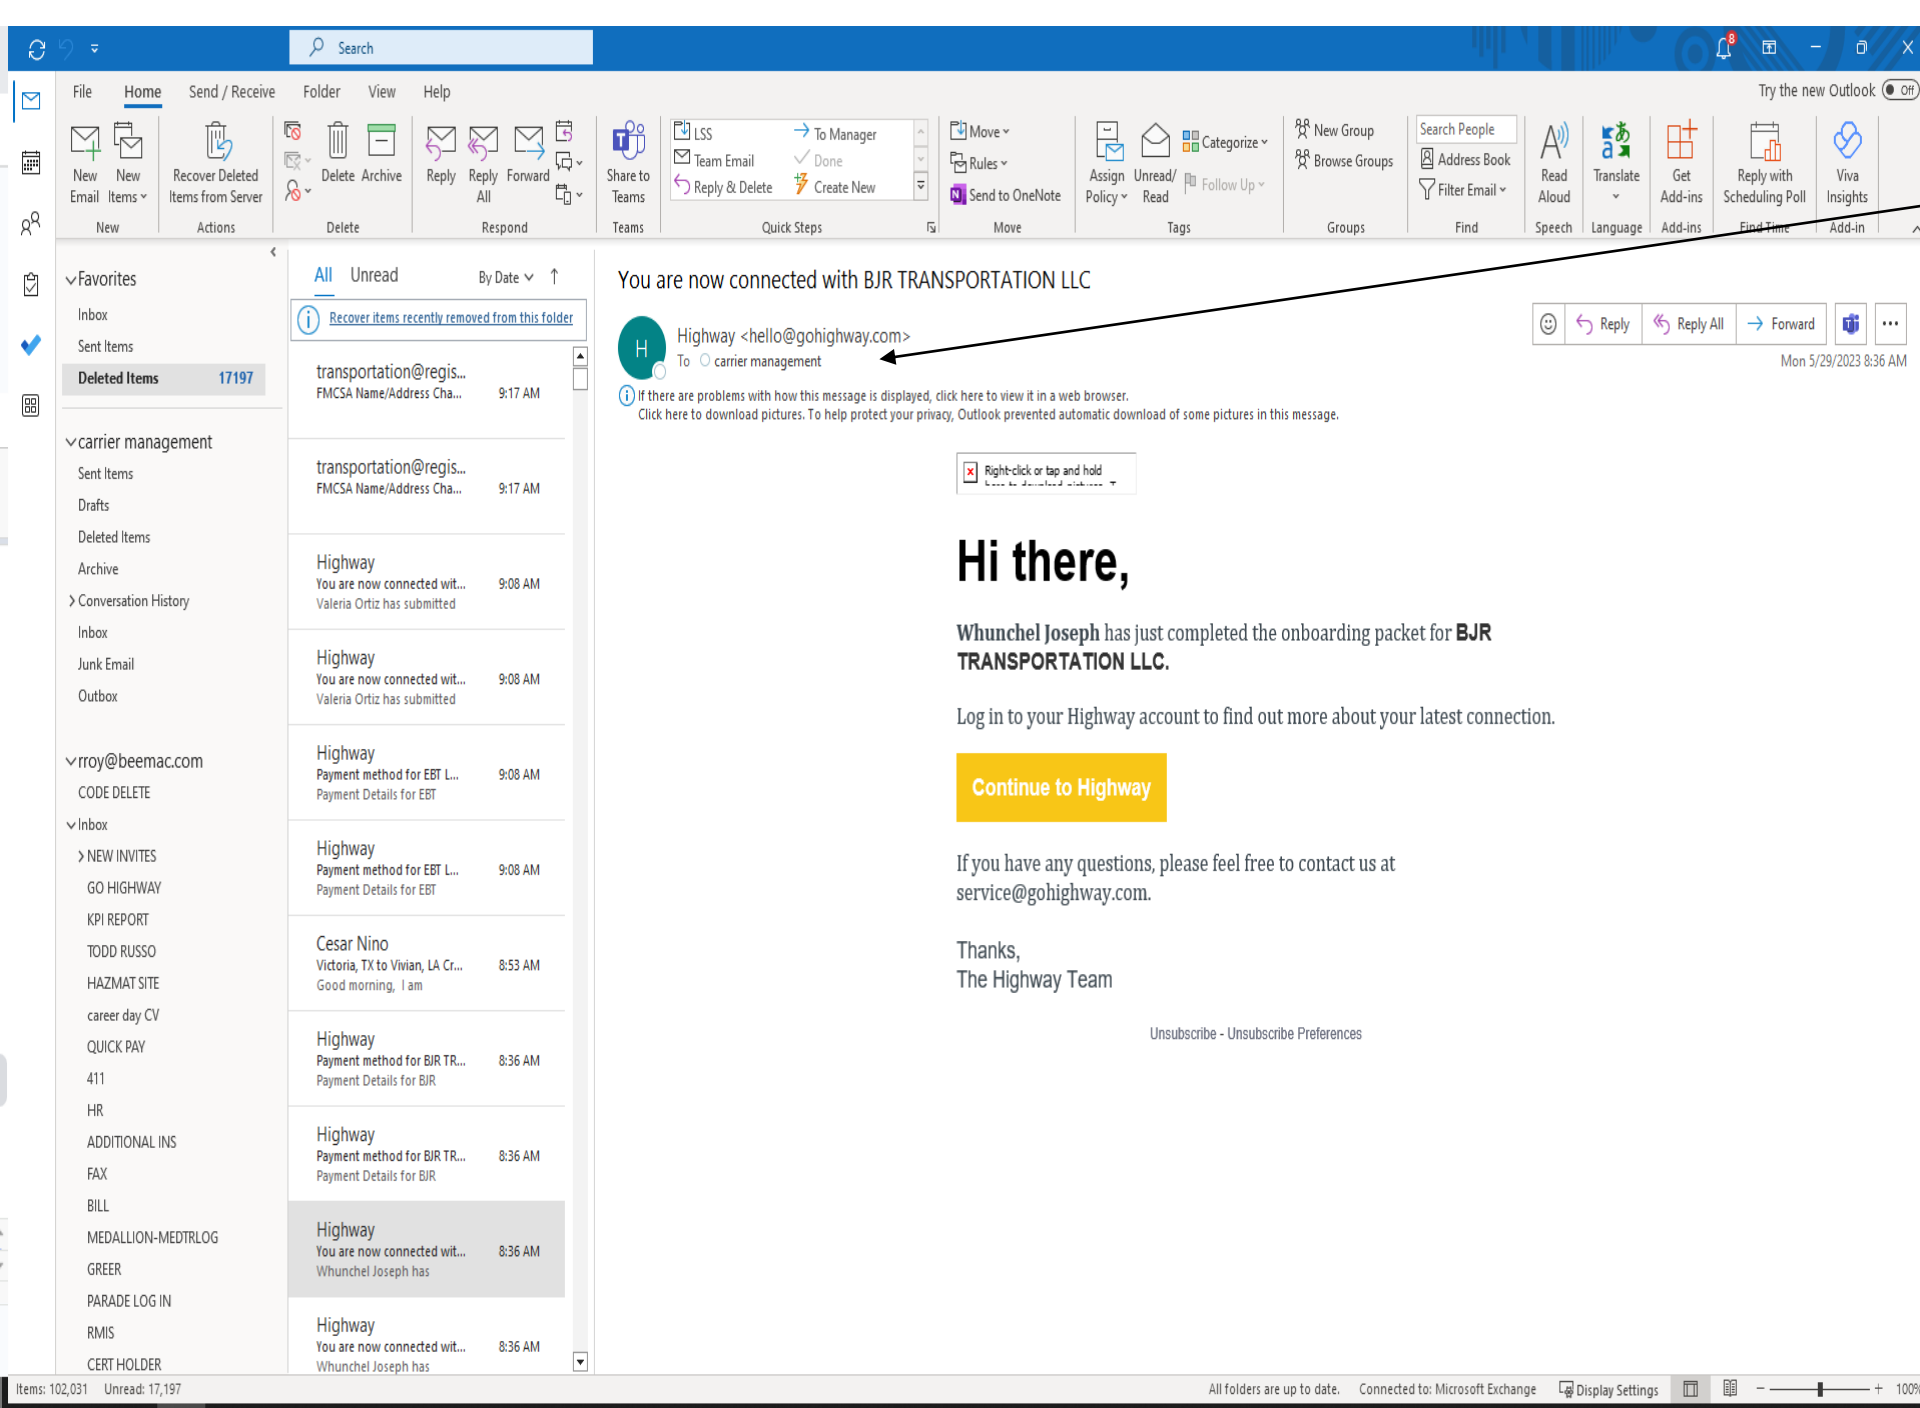 Search
8
File Home Send / Receive Folder View Help
Try the new Outlook Off
New Email
New Items
New
Recover Deleted Items from Server
Actions
Delete Archive
Delete
Reply Reply All Forward
Respond
Share to Teams
Teams
LSS
Team Email
Reply & Delete
To Manager
Done
Create New
Quick Steps
Move
Rules
Send to OneNote
Move
Assign Policy
Unread/ Read
Categorize
Follow Up
Tags
New Group
Browse Groups
Groups
Search People
Address Book
Filter Email
Find
Read Aloud
Speech
Translate
Language
Get Add-ins
Add-ins
Reply with Scheduling Poll
Find Time
Viva Insights
Add-in
Favorites
Inbox
Sent Items
Deleted Items 17197
carrier management
Sent Items
Drafts
Deleted Items
Archive
Conversation History
Inbox
Junk Email
Outbox
rroy@beemac.com
CODE DELETE
Inbox
NEW INVITES
GO HIGHWAY
KPI REPORT
TODD RUSSO
HAZMAT SITE
career day CV
QUICK PAY
411
HR
ADDITIONAL INS
FAX
BILL
MEDALLION-MEDTRLOG
GREER
PARADE LOG IN
RMIS
CERT HOLDER
All Unread By Date
Recover items recently removed from this folder
transportation@regis...
FMCSA Name/Address Cha... 9:17 AM
transportation@regis...
FMCSA Name/Address Cha... 9:17 AM
Highway
You are now connected wit... 9:08 AM
Valeria Ortiz has submitted
Highway
You are now connected wit... 9:08 AM
Valeria Ortiz has submitted
Highway
Payment method for EBT L... 9:08 AM
Payment Details for EBT
Highway
Payment method for EBT L... 9:08 AM
Payment Details for EBT
Cesar Nino
Victoria, TX to Vivian, LA Cr... 8:53 AM
Good morning, I am
Highway
Payment method for BJR TR... 8:36 AM
Payment Details for BJR
Highway
Payment method for BJR TR... 8:36 AM
Payment Details for BJR
Highway
You are now connected wit... 8:36 AM
Whunchel Joseph has
Highway
You are now connected wit... 8:36 AM
Whunchel Joseph has
You are now connected with BJR TRANSPORTATION LLC
H
Highway <hello@gohighway.com>
To carrier management
Reply Reply All Forward
Mon 5/29/2023 8:36 AM
If there are problems with how this message is displayed, click here to view it in a web browser.
Click here to download pictures. To help protect your privacy, Outlook prevented automatic download of some pictures in this message.
Right-click or tap and hold
here to download pictures. T
Hi there,
Whunchel Joseph has just completed the onboarding packet for BJR
TRANSPORTATION LLC.
Log in to your Highway account to find out more about your latest connection.
Continue to Highway
If you have any questions, please feel free to contact us at
service@gohighway.com.
Thanks,
The Highway Team
Unsubscribe - Unsubscribe Preferences
Items: 102,031 Unread: 17,197
All folders are up to date. Connected to: Microsoft Exchange Display Settings 100%